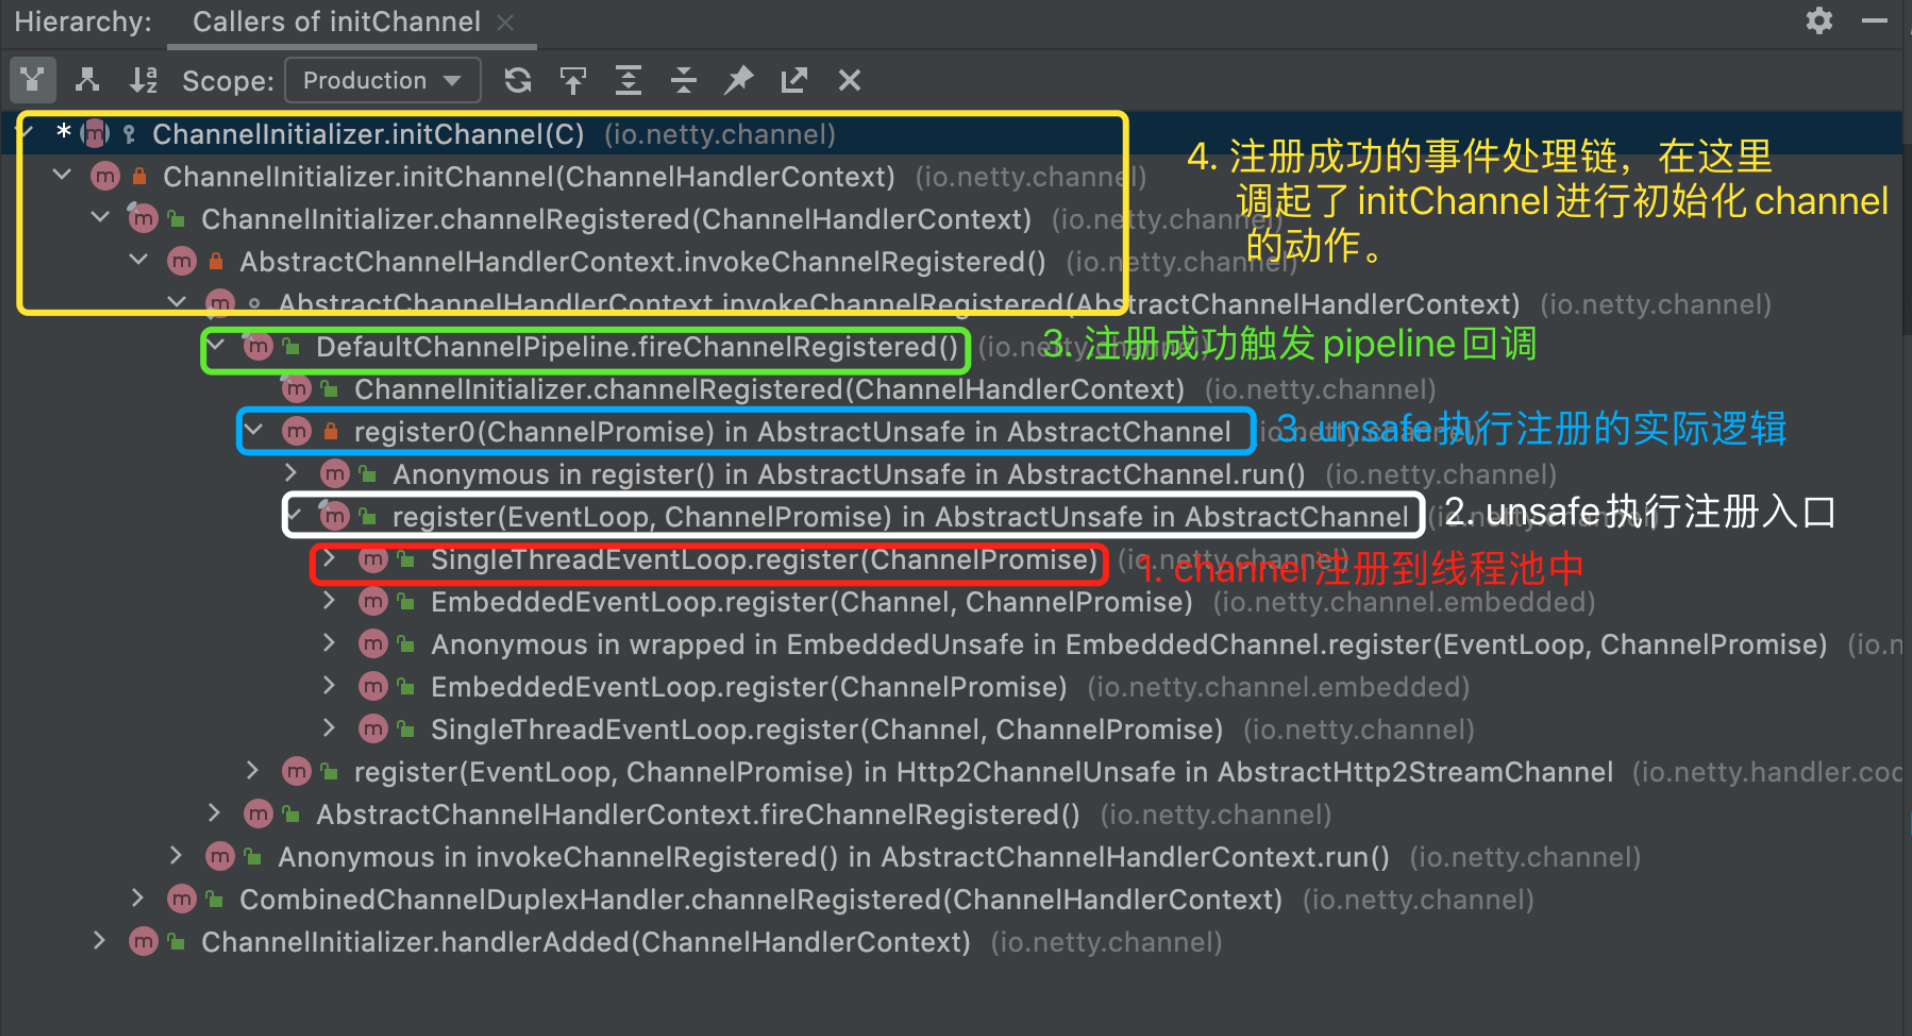 Hierarchy: Callers of initChannel
Scope: Production
* ChannelInitializer.initChannel(C) (io.netty.channel)
4. 注册成功的事件处理链，在这里
调起了 initChannel 进行初始化 channel
的动作。
ChannelInitializer.initChannel(ChannelHandlerContext) (io.netty.channel)
ChannelInitializer.channelRegistered(ChannelHandlerContext) (io.netty.channel)
AbstractChannelHandlerContext.invokeChannelRegistered() (io.netty.channel)
AbstractChannelHandlerContext.invokeChannelRegistered(AbstractChannelHandlerContext) (io.netty.channel)
DefaultChannelPipeline.fireChannelRegistered() (io.netty.channel)
3. 注册成功触发 pipeline 回调
ChannelInitializer.channelRegistered(ChannelHandlerContext) (io.netty.channel)
register0(ChannelPromise) in AbstractUnsafe in AbstractChannel (io.netty.channel)
3. unsafe执行注册的实际逻辑
Anonymous in register() in AbstractUnsafe in AbstractChannel.run() (io.netty.channel)
register(EventLoop, ChannelPromise) in AbstractUnsafe in AbstractChannel
2. unsafe执行注册入口
SingleThreadEventLoop.register(ChannelPromise) (io.netty.channel)
1. channel 注册到线程池中
EmbeddedEventLoop.register(Channel, ChannelPromise) (io.netty.channel.embedded)
Anonymous in wrapped in EmbeddedUnsafe in EmbeddedChannel.register(EventLoop, ChannelPromise) (io.n
EmbeddedEventLoop.register(ChannelPromise) (io.netty.channel.embedded)
SingleThreadEventLoop.register(Channel, ChannelPromise) (io.netty.channel)
register(EventLoop, ChannelPromise) in Http2ChannelUnsafe in AbstractHttp2StreamChannel (io.netty.handler.coc
AbstractChannelHandlerContext.fireChannelRegistered() (io.netty.channel)
Anonymous in invokeChannelRegistered() in AbstractChannelHandlerContext.run() (io.netty.channel)
CombinedChannelDuplexHandler.channelRegistered(ChannelHandlerContext) (io.netty.channel)
ChannelInitializer.handlerAdded(ChannelHandlerContext) (io.netty.channel)